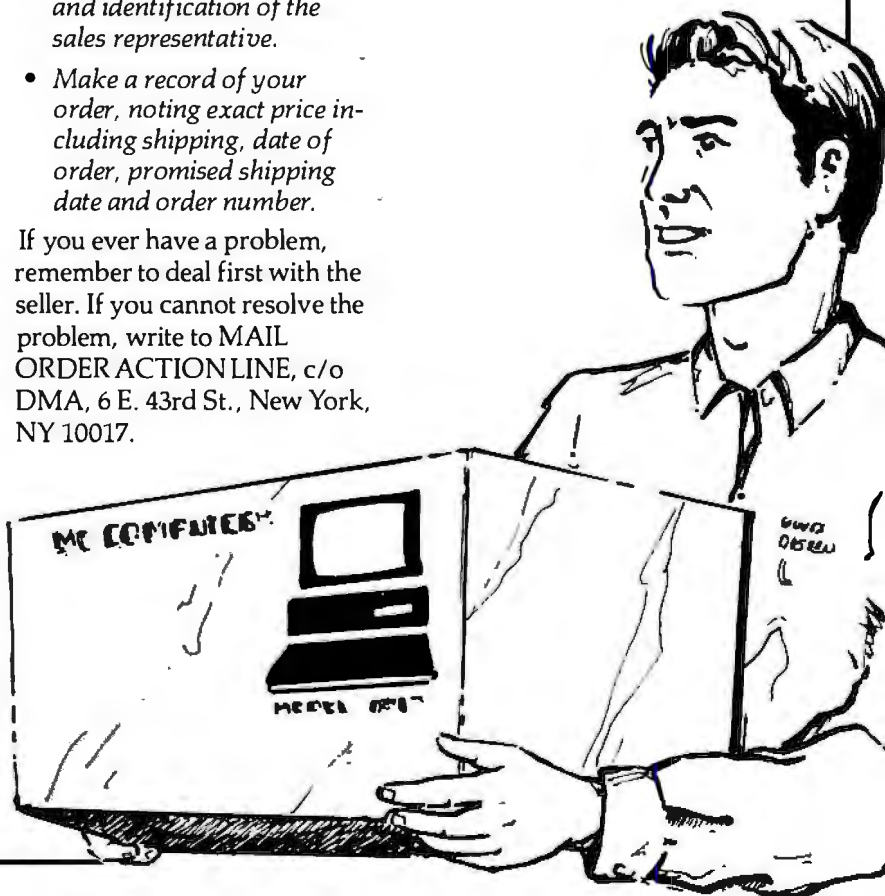 and identification of the
sales representative.
• Make a record of your
order, noting exact price in-
cluding shipping, date of
order, promised shipping
date and order number.
If you ever have a problem,
remember to deal first with the
seller. If you cannot resolve the
problem, write to MAIL
ORDER ACTION LINE, c/o
DMA, 6 E. 43rd St., New York,
NY 10017.